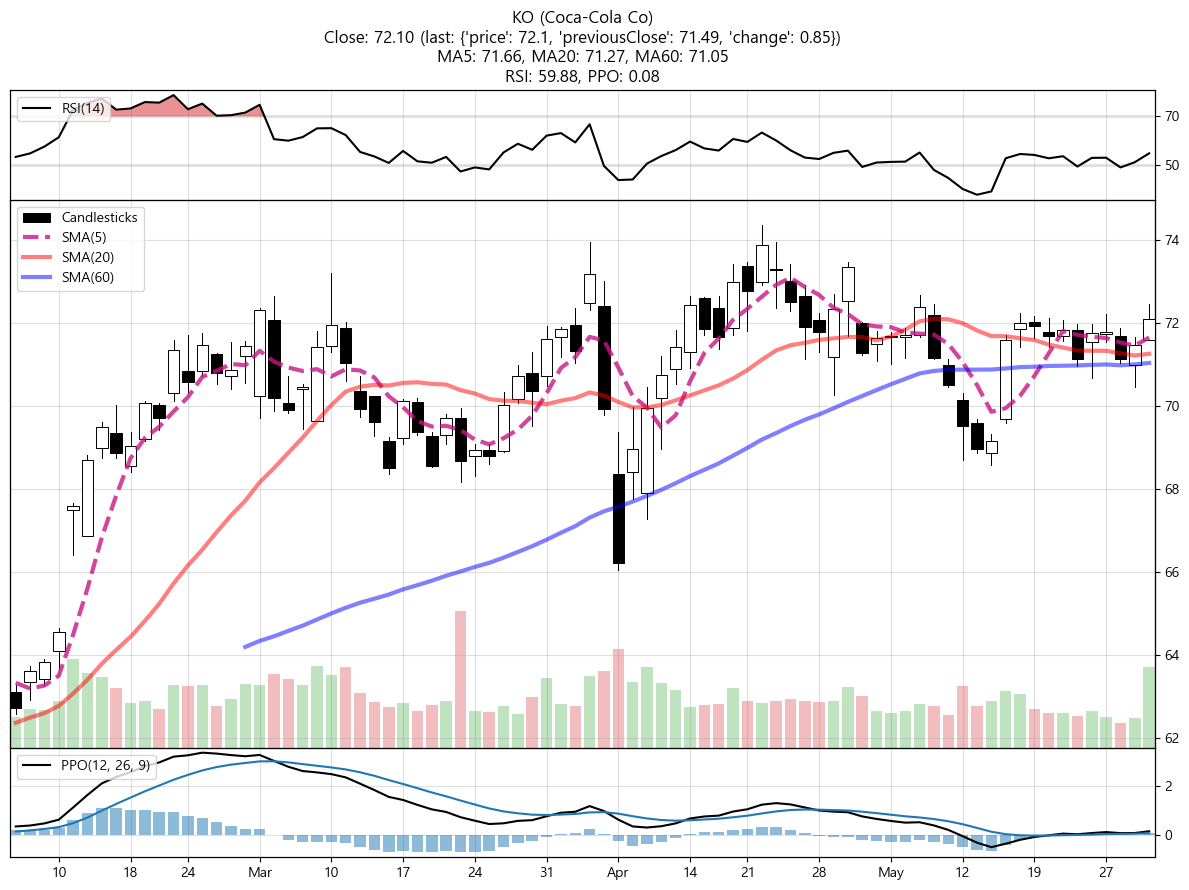 KO (Coca-Cola Co)
Close: 72.10 (last: {'price': 72.1, 'previousClose': 71.49, 'change': 0.85})
MA5: 71.66, MA20: 71.27, MA60: 71.05
RSI: 59.88, PPO: 0.08
RSI(14)
70
50
Candlesticks
SMA(5)
SMA(20)
SMA(60)
74
72
70
68
66
64
62
PPO(12, 26, 9)
2
0
10 18 24 Mar 10 17 24 31 Apr 14 21 28 May 12 19 27